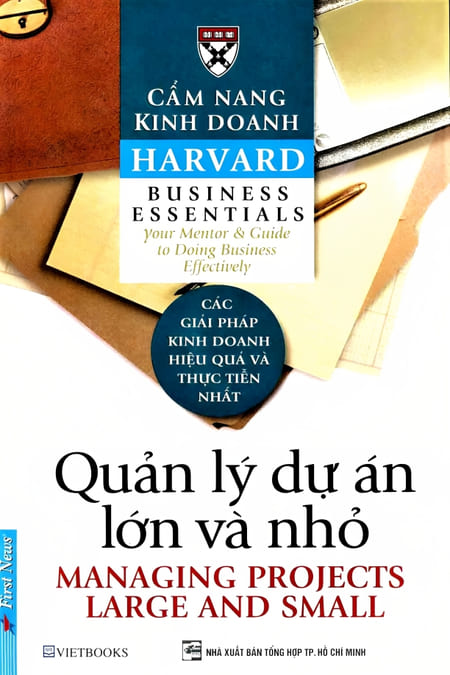 CẨM NANG
KINH DOANH
HARVARD
BUSINESS
ESSENTIALS
your Mentor & Guide
to Doing Business
Effectively
CÁC
GIẢI PHÁP
KINH DOANH
HIỆU QUẢ VÀ
THỰC TIỄN
NHẤT
Quản lý dự án
lớn và nhỏ
MANAGING PROJECTS
LARGE AND SMALL
First News
VIETBOOKS
NHÀ XUẤT BẢN TỔNG HỢP TP. HỒ CHÍ MINH